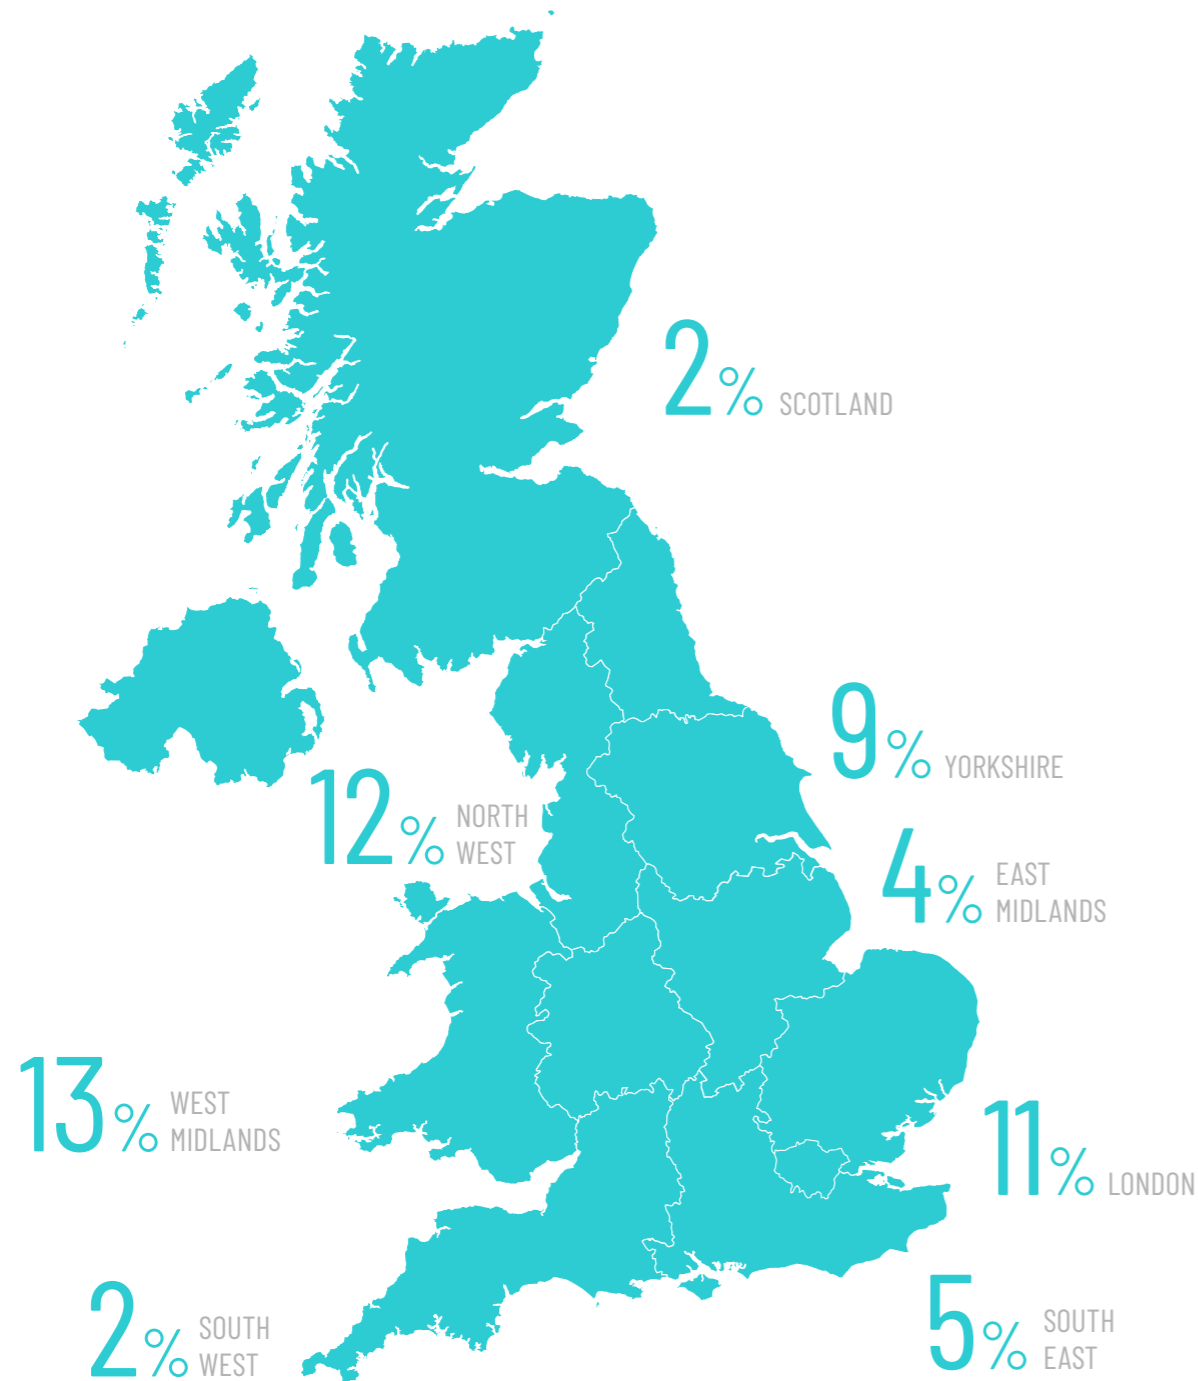 2% SCOTLAND
9% YORKSHIRE
12% NORTH
WEST
4% EAST
MIDLANDS
13% WEST
MIDLANDS
11% LONDON
2% SOUTH
WEST
5% SOUTH
EAST